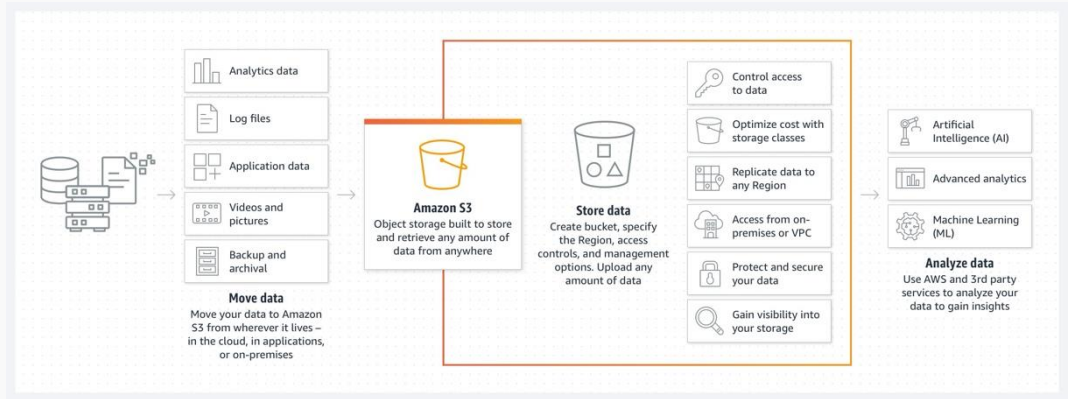 Analytics data
Log files
Application data
Videos and
pictures
Backup and
archival
Move data
Move your data to Amazon
S3 from wherever it lives –
in the cloud, in applications,
or on-premises
Amazon S3
Object storage built to store
and retrieve any amount of
data from anywhere
Store data
Create bucket, specify
the Region, access
controls, and management
options. Upload any
amount of data
Control access
to data
Optimize cost with
storage classes
Replicate data to
any Region
Access from on-
premises or VPC
Protect and secure
your data
Gain visibility into
your storage
Artificial
Intelligence (AI)
Advanced analytics
Machine Learning
(ML)
Analyze data
Use AWS and 3rd party
services to analyze your
data to gain insights